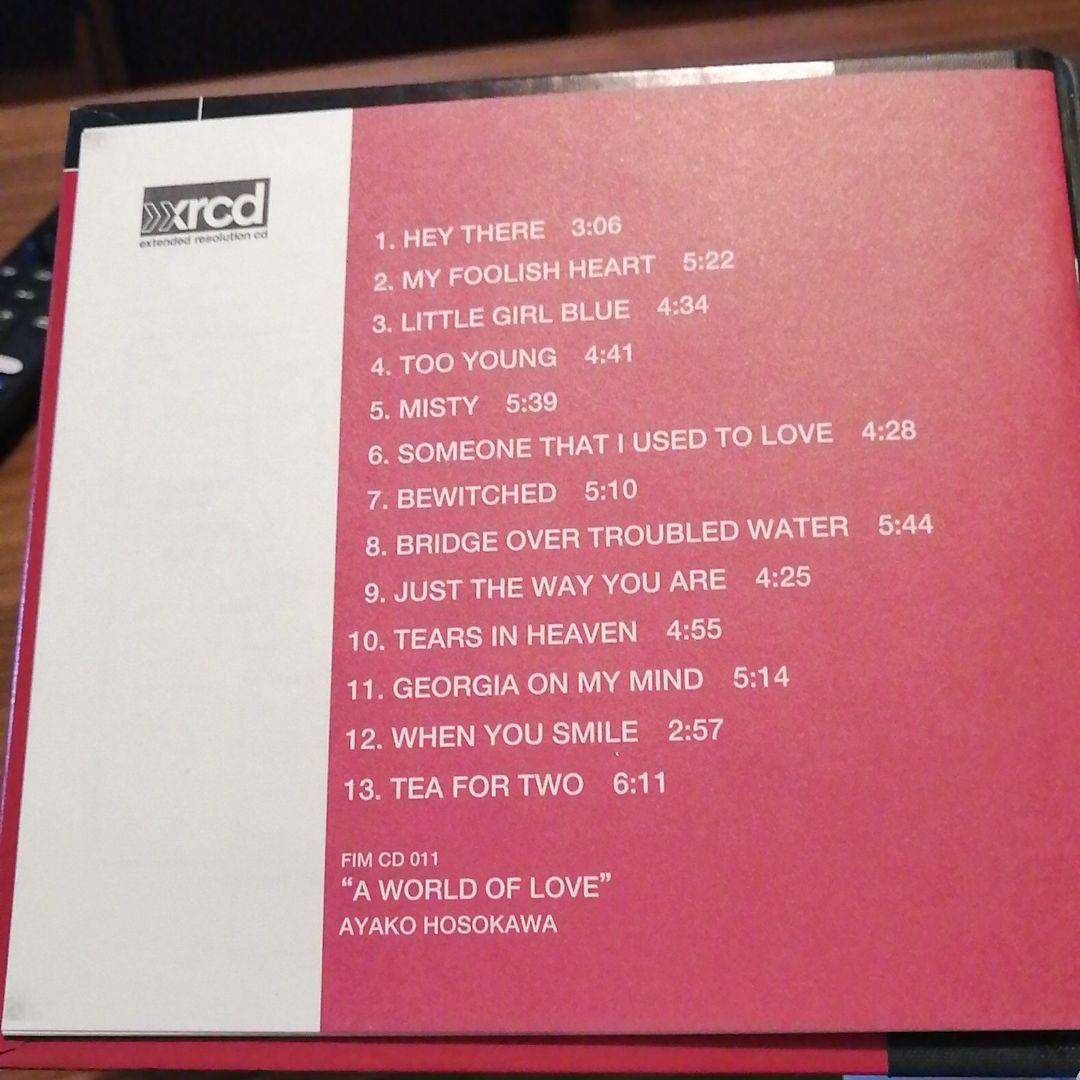 xrcd
extended resolution cd
1. HEY THERE 3:06
2. MY FOOLISH HEART 5:22
3. LITTLE GIRL BLUE 4:34
4. TOO YOUNG 4:41
5. MISTY 5:39
6. SOMEONE THAT I USED TO LOVE 4:28
7. BEWITCHED 5:10
8. BRIDGE OVER TROUBLED WATER 5:44
9. JUST THE WAY YOU ARE 4:25
10. TEARS IN HEAVEN 4:55
11. GEORGIA ON MY MIND 5:14
12. WHEN YOU SMILE 2:57
13. TEA FOR TWO 6:11
FIM CD 011
“A WORLD OF LOVE”
AYAKO HOSOKAWA